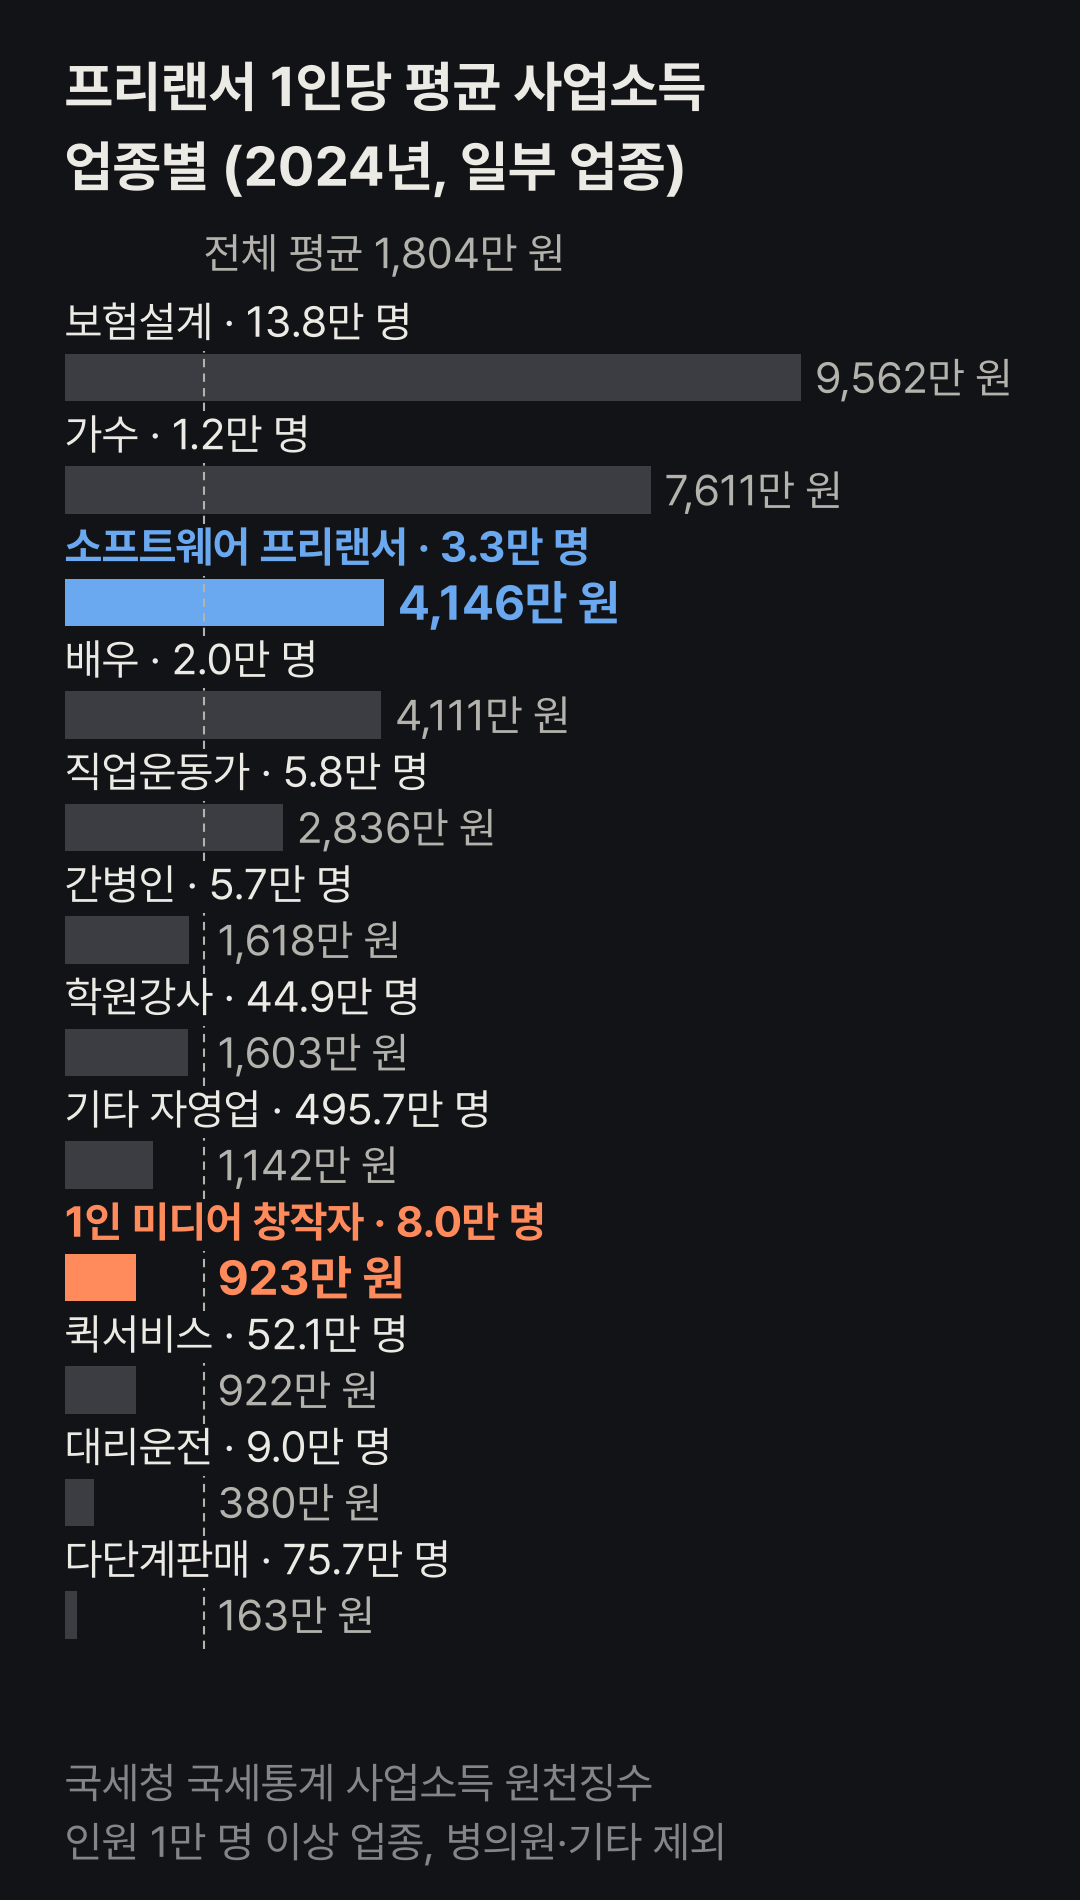 프리랜서 1인당 평균 사업소득
업종별 (2024년, 일부 업종)
전체 평균 1,804만 원
보험설계 · 13.8만 명
9,562만 원
가수 · 1.2만 명
7,611만 원
소프트웨어 프리랜서 · 3.3만 명
4,146만 원
배우 · 2.0만 명
4,111만 원
직업운동가 · 5.8만 명
2,836만 원
간병인 · 5.7만 명
1,618만 원
학원강사 · 44.9만 명
1,603만 원
기타 자영업 · 495.7만 명
1,142만 원
1인 미디어 창작자 · 8.0만 명
923만 원
퀵서비스 · 52.1만 명
922만 원
대리운전 · 9.0만 명
380만 원
다단계판매 · 75.7만 명
163만 원
국세청 국세통계 사업소득 원천징수
인원 1만 명 이상 업종, 병의원·기타 제외